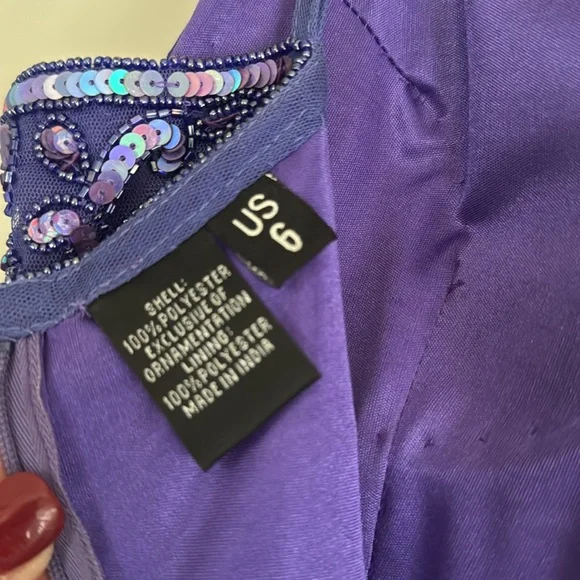 US
6
SHELL:
100%POLYESTER
EXCLUSIVE OF
ORNAMENTATION
LINING:
100%POLYESTER
MADE IN INDIA